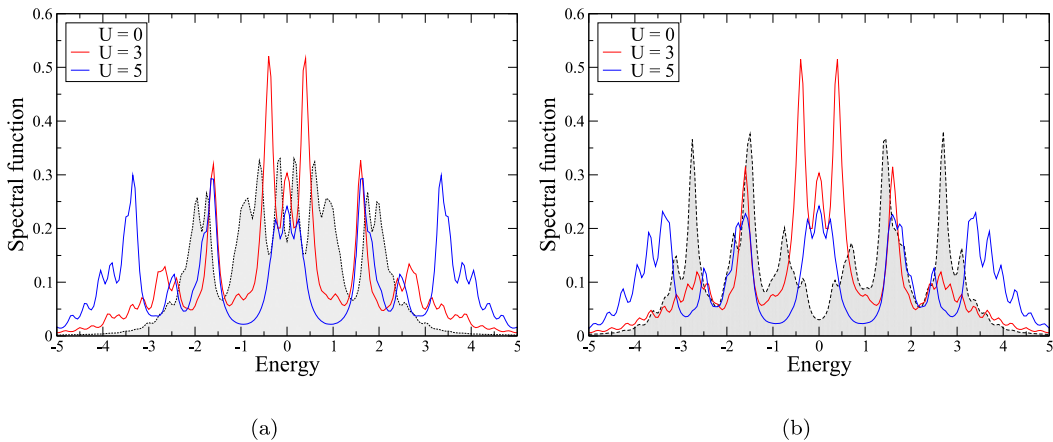 0.6
0.5
0.4
0.3
0.2
0.1
0
Spectral function
U = 0
U = 3
U = 5
-5 -4 -3 -2 -1 0 1 2 3 4 5
Energy
(a)
0.6
0.5
0.4
0.3
0.2
0.1
0
Spectral function
U = 0
U = 3
U = 5
-5 -4 -3 -2 -1 0 1 2 3 4 5
Energy
(b)